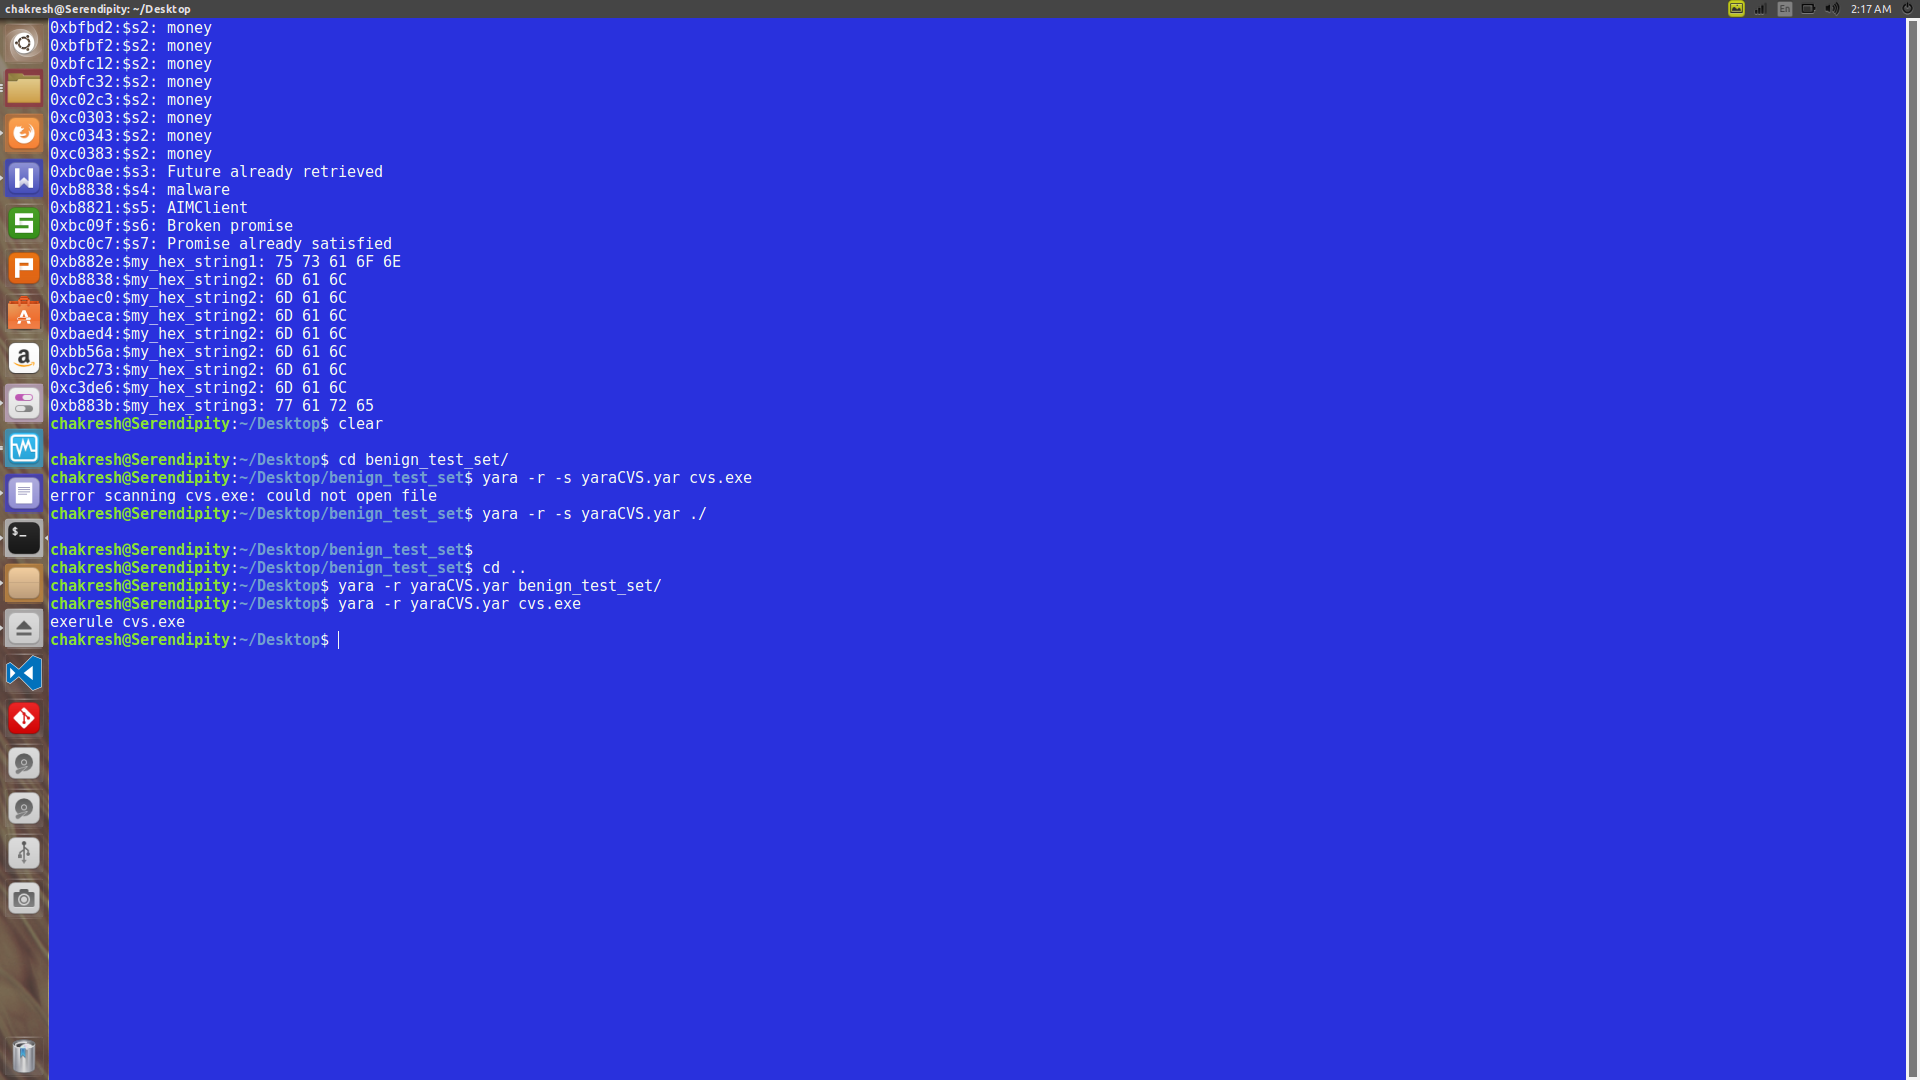 chakresh@Serendipity: ~/Desktop
En
2:17 AM
0xbfbd2:$s2: money
0xbfbf2:$s2: money
0xbfc12:$s2: money
0xbfc32:$s2: money
0xc02c3:$s2: money
0xc0303:$s2: money
0xc0343:$s2: money
0xc0383:$s2: money
0xbc0ae:$s3: Future already retrieved
0xb8838:$s4: malware
0xb8821:$s5: AIMClient
0xbc09f:$s6: Broken promise
0xbc0c7:$s7: Promise already satisfied
0xb882e:$my_hex_string1: 75 73 61 6F 6E
0xb8838:$my_hex_string2: 6D 61 6C
0xbaec0:$my_hex_string2: 6D 61 6C
0xbaeca:$my_hex_string2: 6D 61 6C
0xbaed4:$my_hex_string2: 6D 61 6C
0xbb56a:$my_hex_string2: 6D 61 6C
0xbc273:$my_hex_string2: 6D 61 6C
0xc3de6:$my_hex_string2: 6D 61 6C
0xb883b:$my_hex_string3: 77 61 72 65
chakresh@Serendipity:~/Desktop$ clear
chakresh@Serendipity:~/Desktop$ cd benign_test_set/
chakresh@Serendipity:~/Desktop/benign_test_set$ yara -r -s yaraCVS.yar cvs.exe
error scanning cvs.exe: could not open file
chakresh@Serendipity:~/Desktop/benign_test_set$ yara -r -s yaraCVS.yar ./
chakresh@Serendipity:~/Desktop/benign_test_set$
chakresh@Serendipity:~/Desktop/benign_test_set$ cd ..
chakresh@Serendipity:~/Desktop$ yara -r yaraCVS.yar benign_test_set/
chakresh@Serendipity:~/Desktop$ yara -r yaraCVS.yar cvs.exe
exerule cvs.exe
chakresh@Serendipity:~/Desktop$